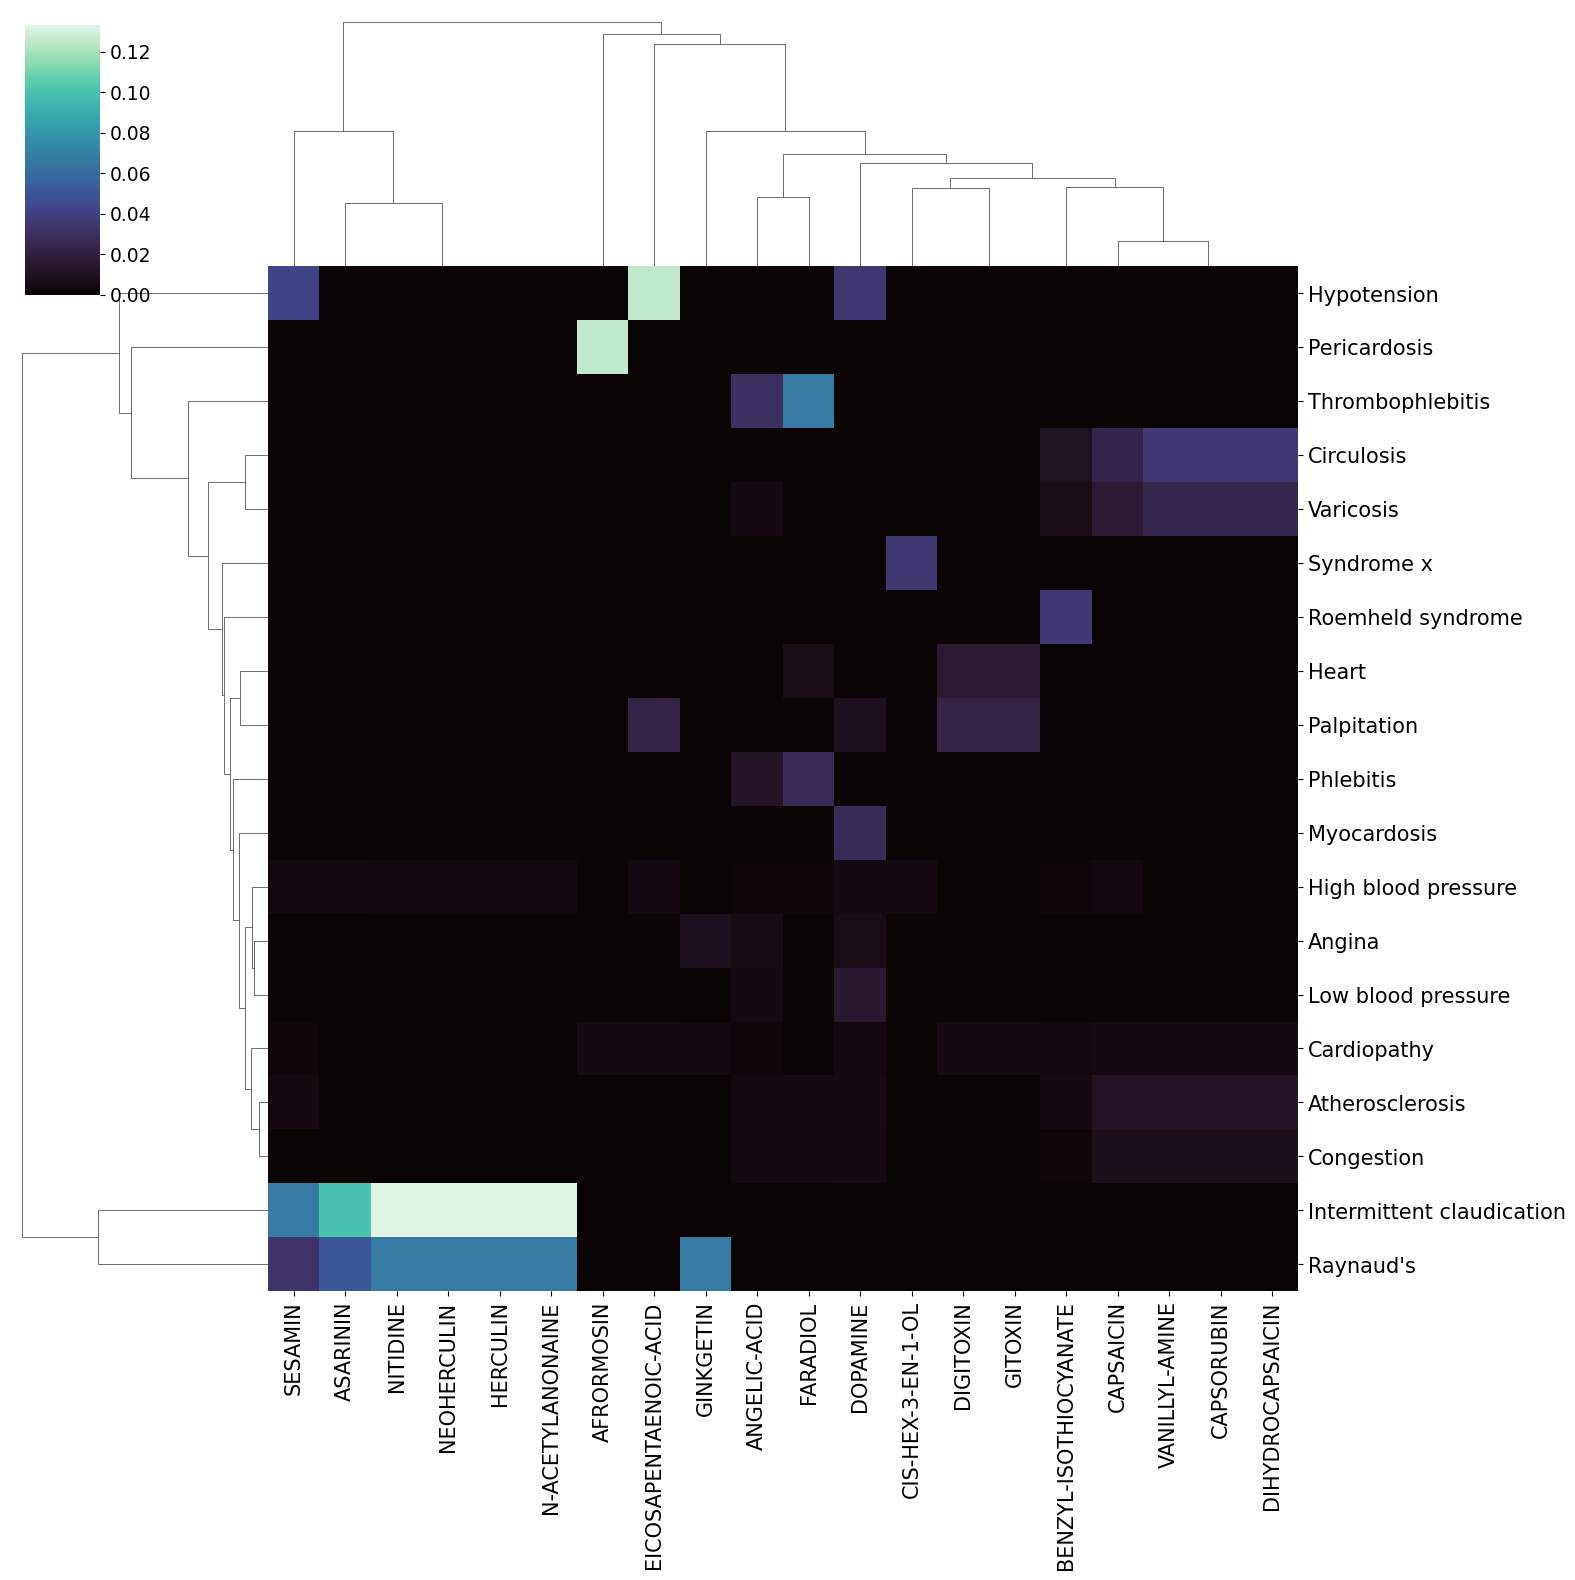 0.12
0.10
0.08
0.06
0.04
0.02
0.00
Hypotension
Pericardosis
Thrombophlebitis
Circulosis
Varicosis
Syndrome x
Roemheld syndrome
Heart
Palpitation
Phlebitis
Myocardosis
High blood pressure
Angina
Low blood pressure
Cardiopathy
Atherosclerosis
Congestion
Intermittent claudication
Raynaud's
SESAMIN
ASARININ
NITIDINE
NEOHERCULIN
HERCULIN
N-ACETYLANONAINE
AFRORMOSIN
EICOSAPENTAENOIC-ACID
GINKGETIN
ANGELIC-ACID
FARADIOL
DOPAMINE
CIS-HEX-3-EN-1-OL
DIGITOXIN
GITOXIN
BENZYL-ISOTHIOCYANATE
CAPSAICIN
VANILLYL-AMINE
CAPSORUBIN
DIHYDROCAPSAICIN